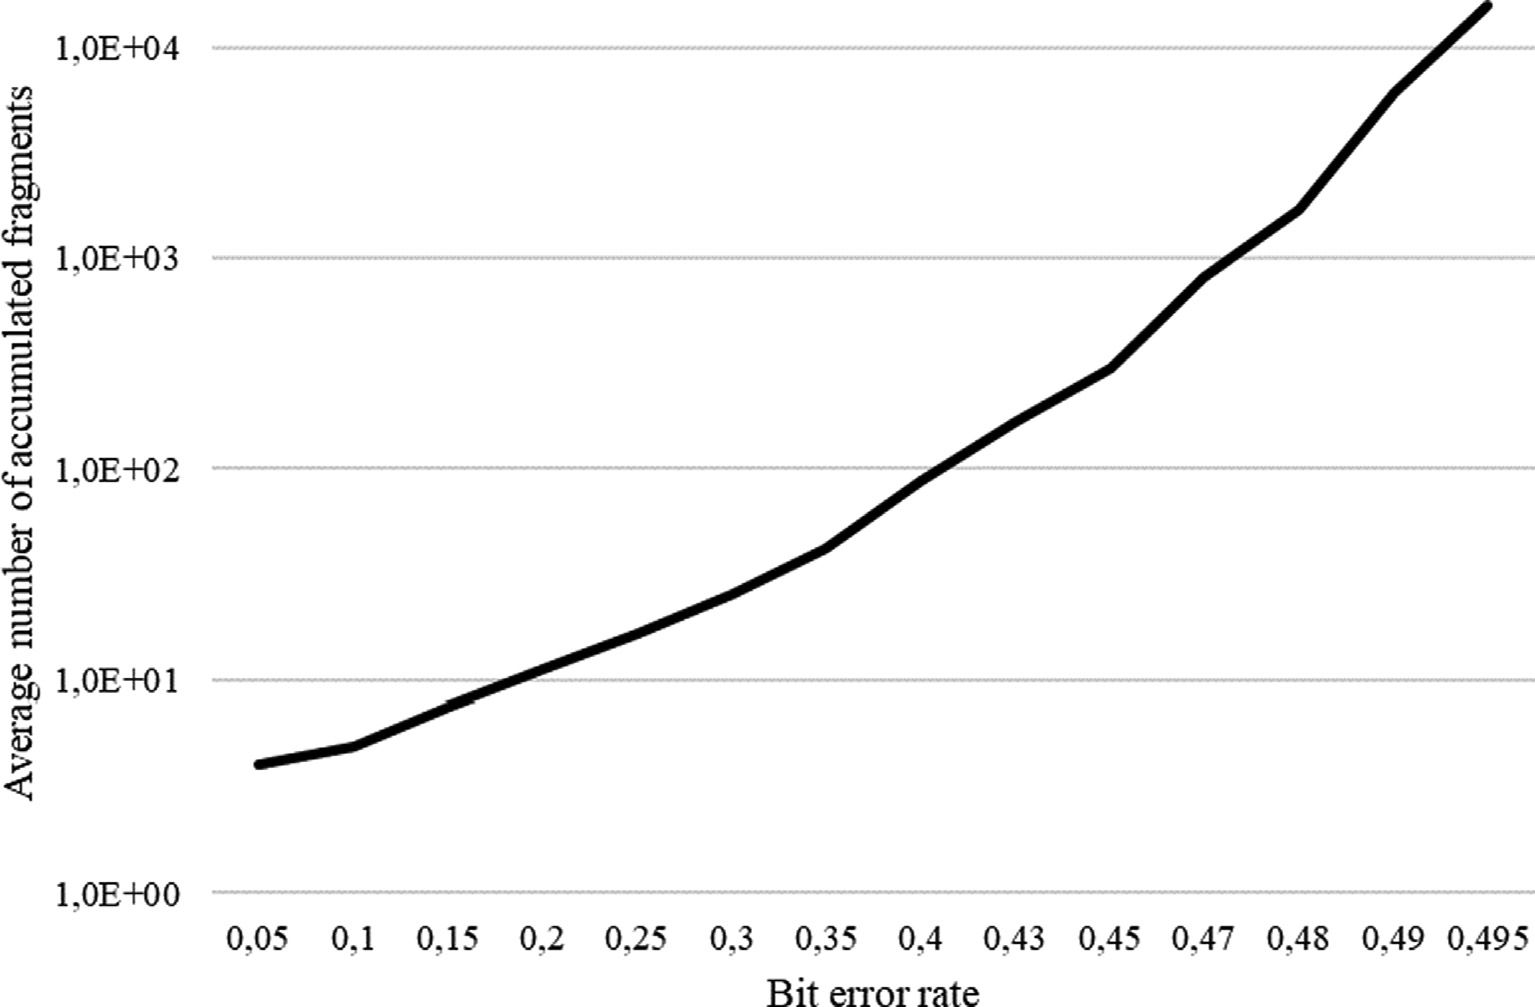 Average number of accumulated fragments
1,0E+04
1,0E+03
1,0E+02
1,0E+01
1,0E+00
0,05 0,1 0,15 0,2 0,25 0,3 0,35 0,4 0,43 0,45 0,47 0,48 0,49 0,495
Bit error rate